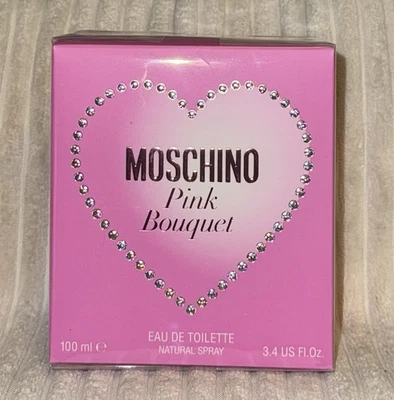 MOSCHINO
Pink
Bouquet
EAU DE TOILETTE
100 ml ℮ NATURAL SPRAY 3.4 US Fl.Oz.